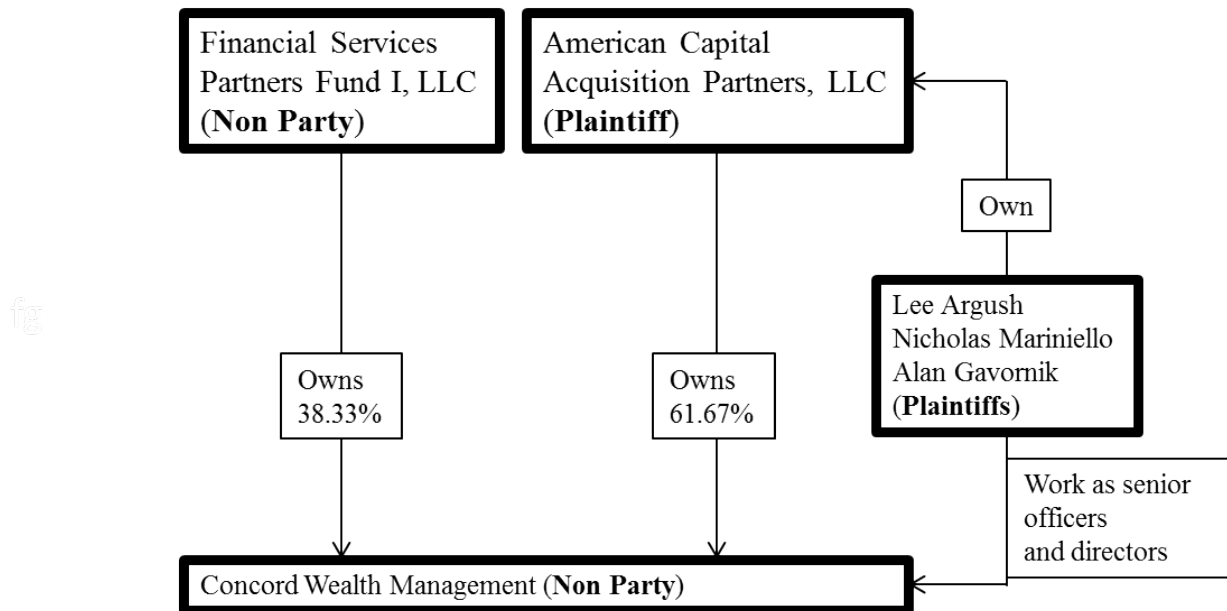 Financial Services
Partners Fund I, LLC
(Non Party)
American Capital
Acquisition Partners, LLC
(Plaintiff)
Own
Lee Argush
Nicholas Mariniello
Alan Gavornik
(Plaintiffs)
fg
Owns
38.33%
Owns
61.67%
Work as senior
officers
and directors
Concord Wealth Management (Non Party)